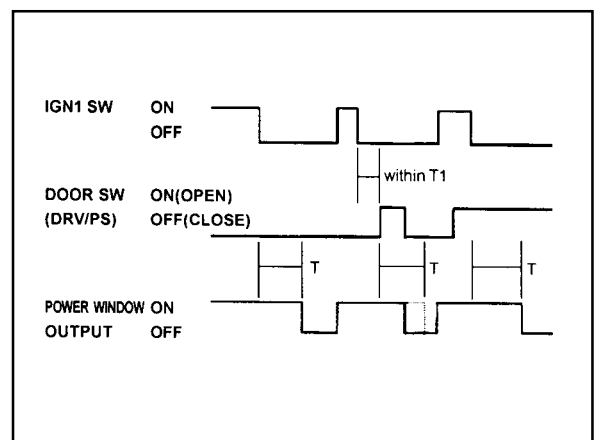 IGN1 SW ON
OFF
within T1
DOOR SW ON(OPEN)
(DRV/PS) OFF(CLOSE)
T T T
POWER WINDOW ON
OUTPUT OFF